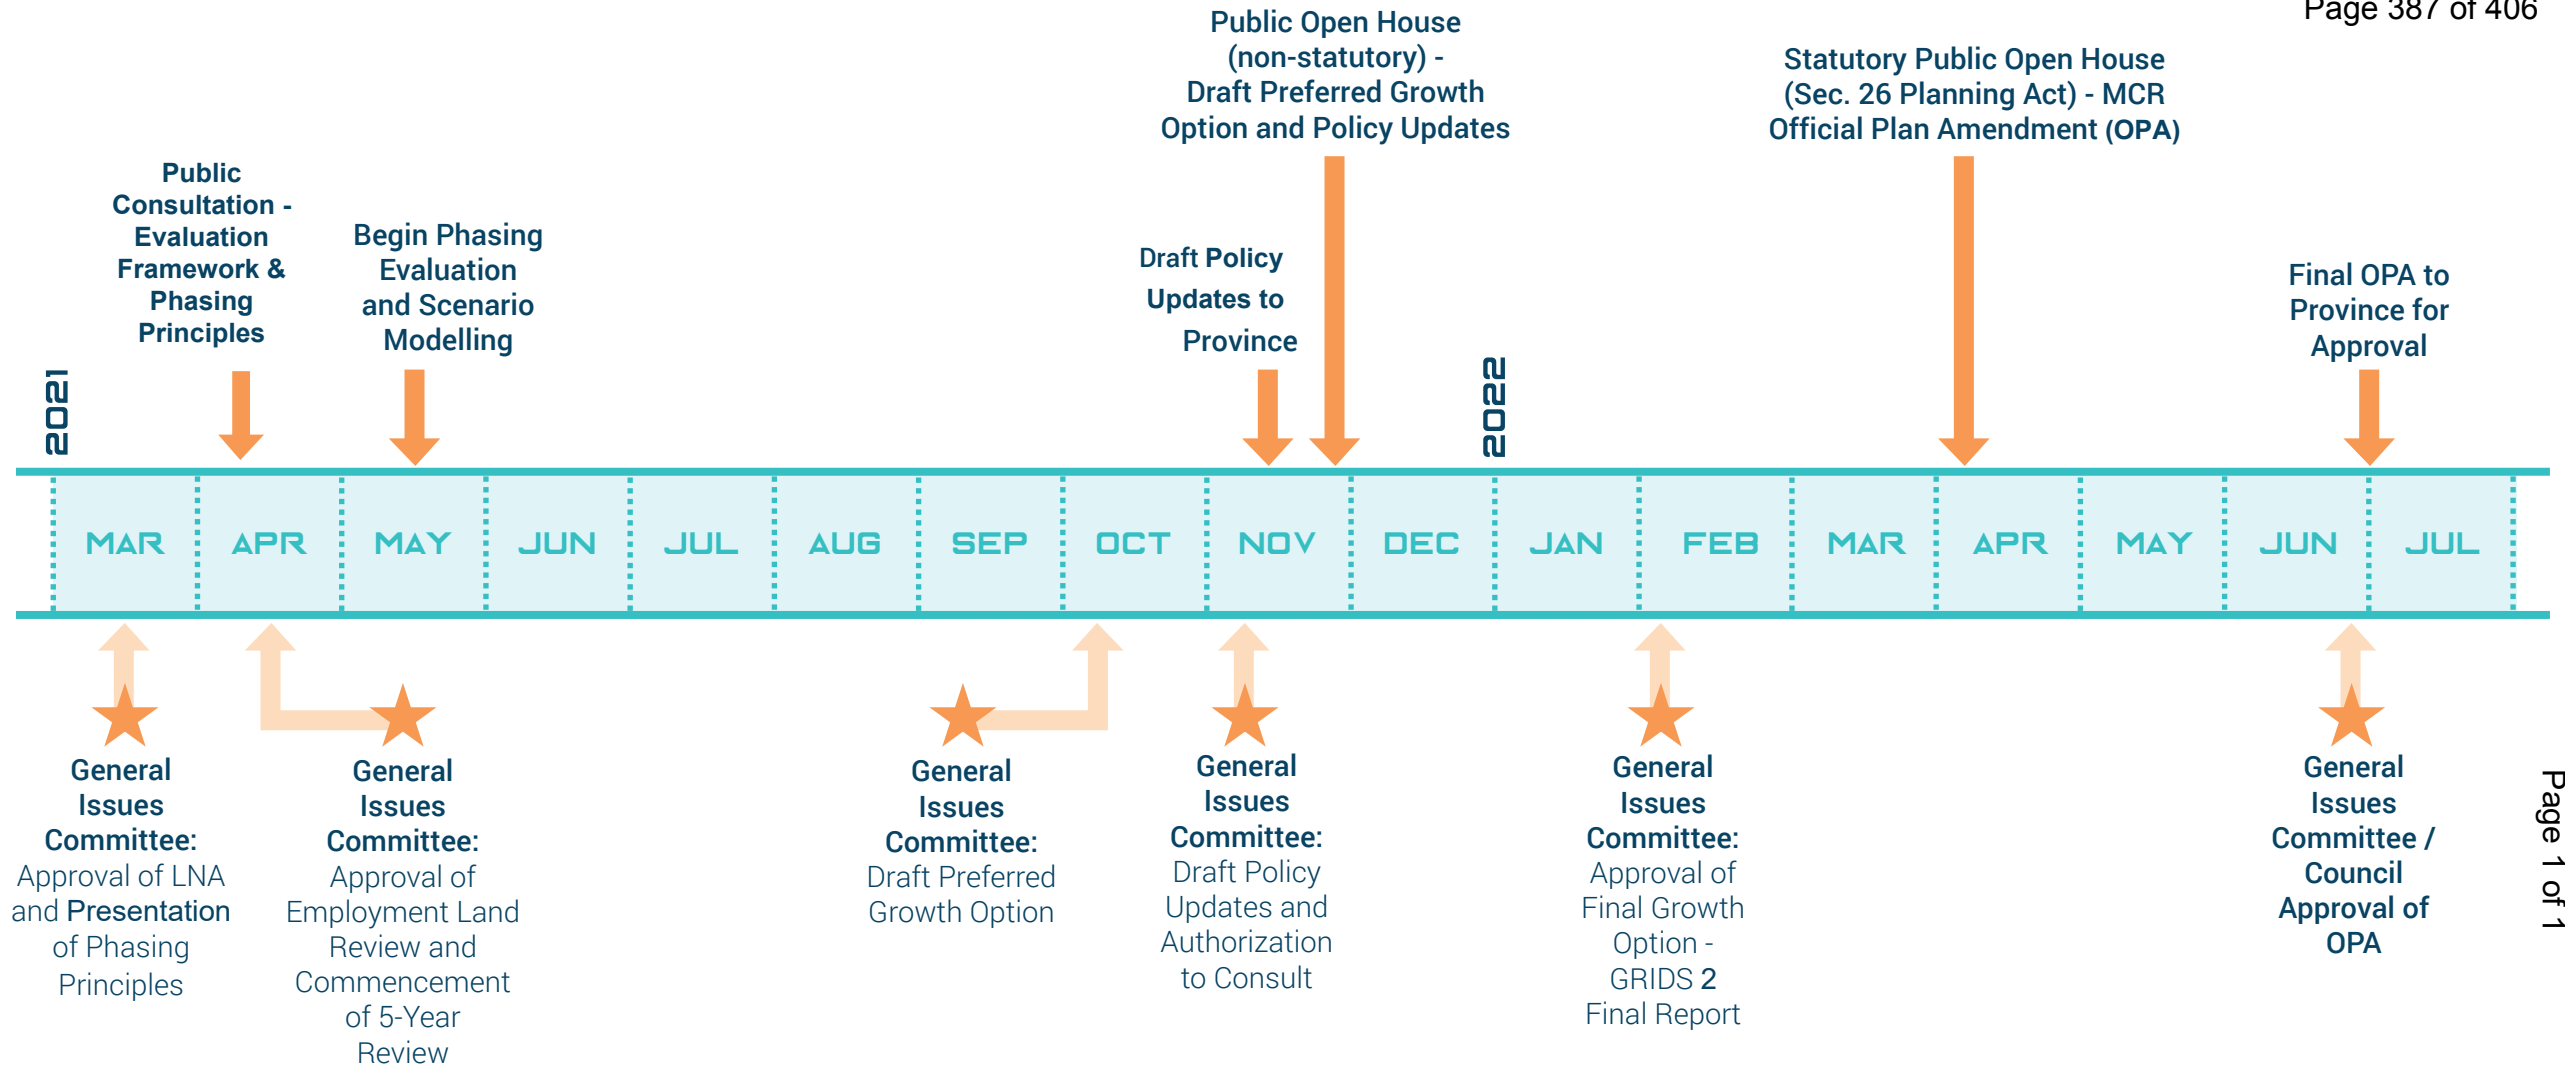 Page 387 of 406
Public Open House
(non-statutory) -
Draft Preferred Growth
Option and Policy Updates
Statutory Public Open House
(Sec. 26 Planning Act) - MCR
Official Plan Amendment (OPA)
Public
Consultation -
Evaluation
Framework &
Phasing
Principles
Begin Phasing
Evaluation
and Scenario
Modelling
Draft Policy
Updates to
Province
Final OPA to
Province for
Approval
2021
2022
MAR APR MAY JUN JUL AUG SEP OCT NOV DEC JAN FEB MAR APR MAY JUN JUL
General
Issues
Committee:
Approval of LNA
and Presentation
of Phasing
Principles
General
Issues
Committee:
Approval of
Employment Land
Review and
Commencement
of 5-Year
Review
General
Issues
Committee:
Draft Preferred
Growth Option
General
Issues
Committee:
Draft Policy
Updates and
Authorization
to Consult
General
Issues
Committee:
Approval of
Final Growth
Option -
GRIDS 2
Final Report
General
Issues
Committee /
Council
Approval of
OPA
Page 1 of 1